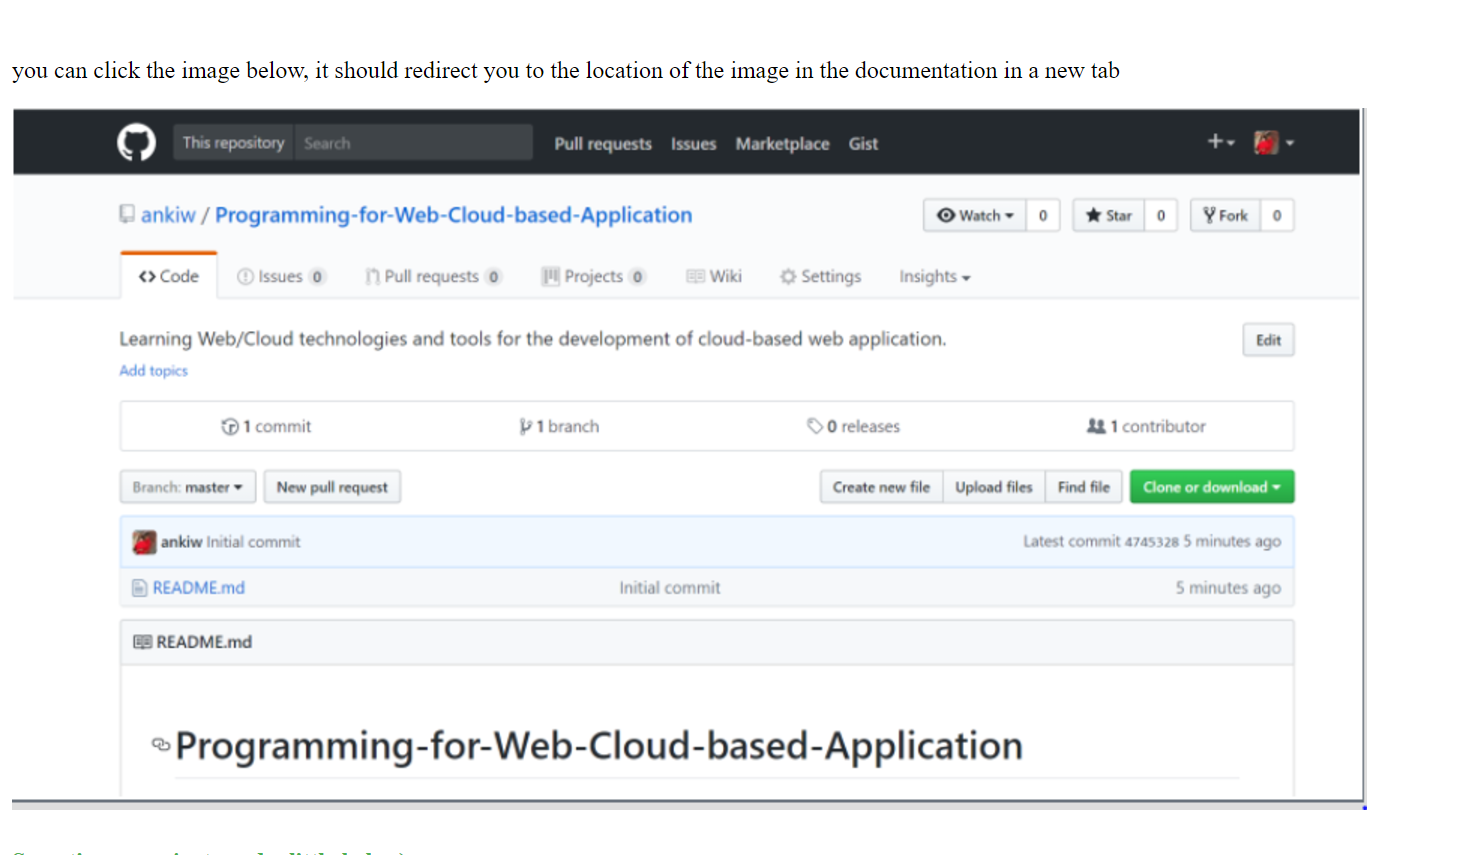 you can click the image below, it should redirect you to the location of the image in the documentation in a new tab
This repository Search Pull requests Issues Marketplace Gist
ankiw / Programming-for-Web-Cloud-based-Application Watch 0 Star 0 Fork 0
<> Code Issues 0 Pull requests 0 Projects 0 Wiki Settings Insights
Learning Web/Cloud technologies and tools for the development of cloud-based web application. Edit
Add topics
1 commit 1 branch 0 releases 1 contributor
Branch: master New pull request Create new file Upload files Find file Clone or download
ankiw Initial commit Latest commit 4745328 5 minutes ago
README.md Initial commit 5 minutes ago
README.md
Programming-for-Web-Cloud-based-Application